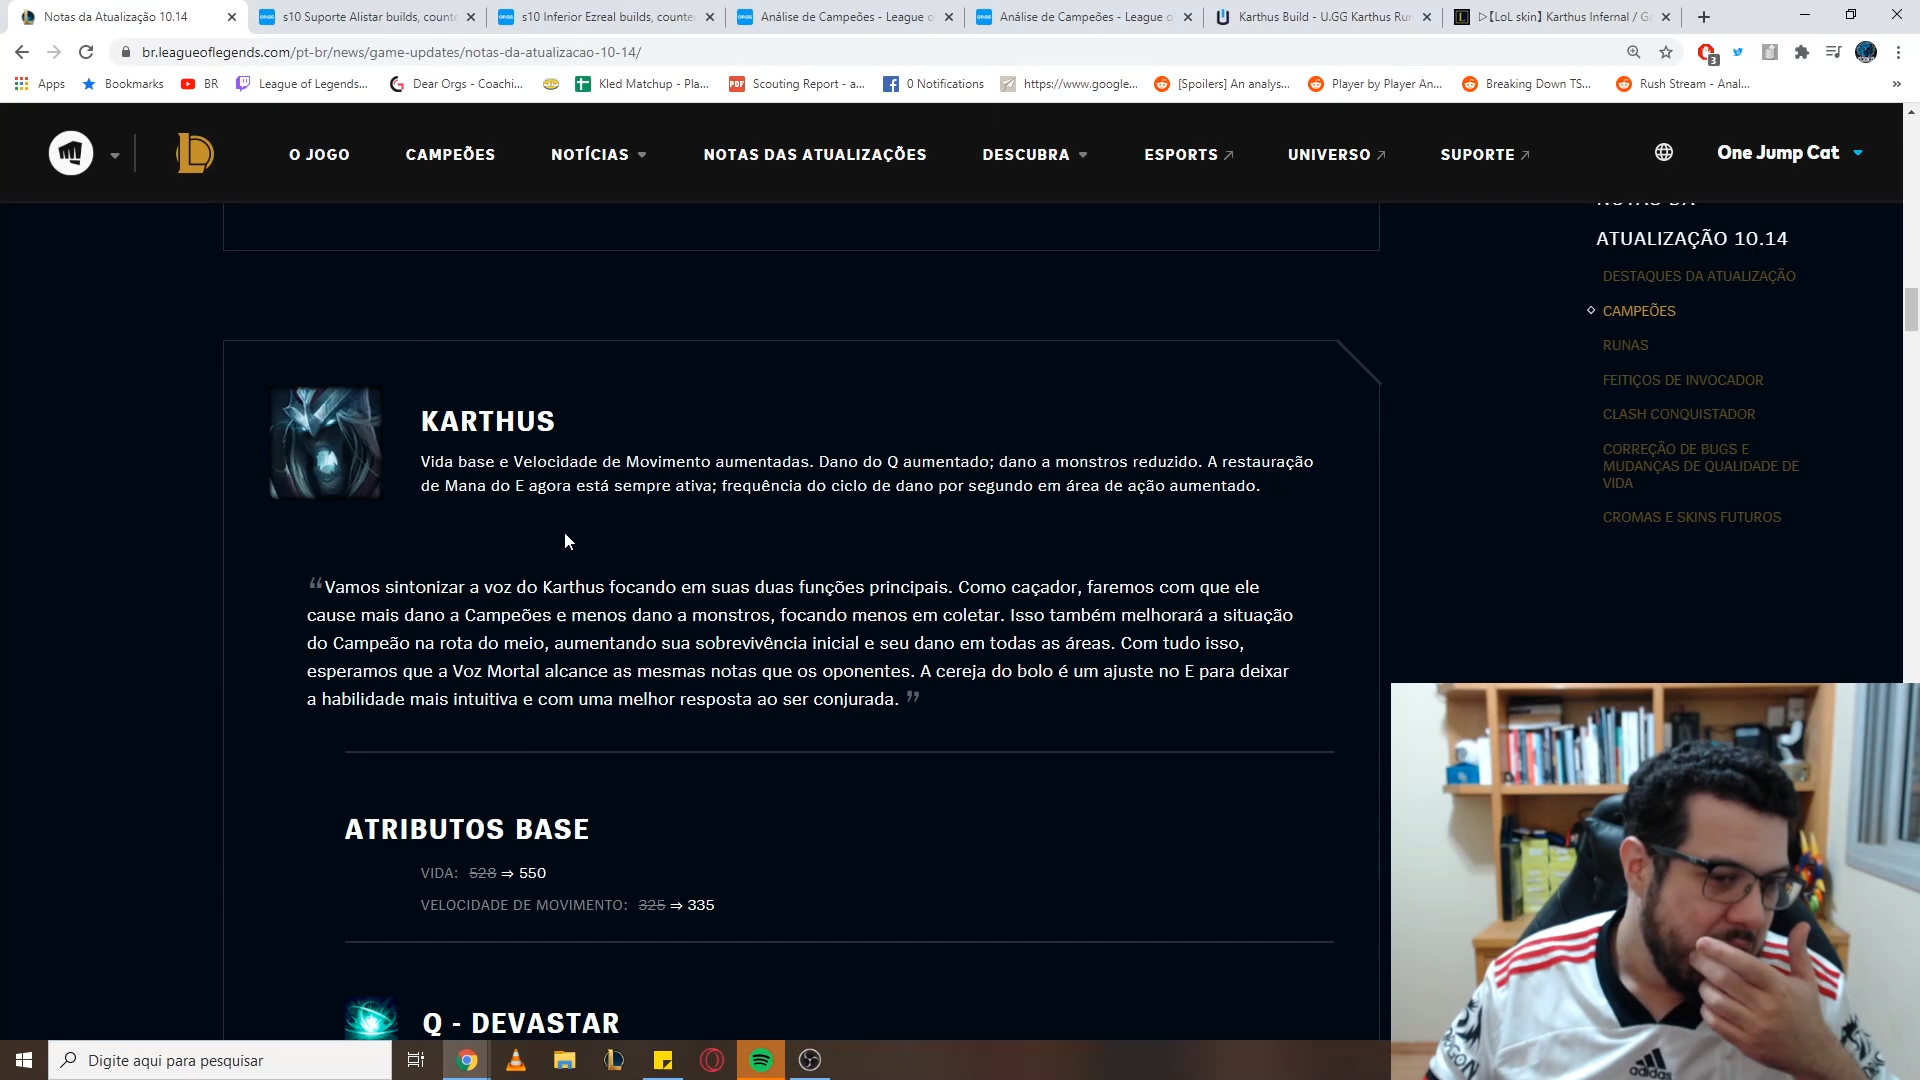 Notas da Atualização 10.14
s10 Suporte Alistar builds, counte
s10 Inferior Ezreal builds, counte
Análise de Campeões - League o
Análise de Campeões - League o
Karthus Build - U.GG Karthus Run
▷【LoL skin】Karthus Infernal / Ga
br.leagueoflegends.com/pt-br/news/game-updates/notas-da-atualizacao-10-14/
3
Apps
Bookmarks
BR
League of Legends...
Dear Orgs - Coachi...
Kled Matchup - Pla...
Scouting Report - a...
0 Notifications
https://www.google...
[Spoilers] An analys...
Player by Player An...
Breaking Down TS...
Rush Stream - Anal...
O JOGO
CAMPEÕES
NOTÍCIAS
NOTAS DAS ATUALIZAÇÕES
DESCUBRA
ESPORTS
UNIVERSO
SUPORTE
One Jump Cat
NOTAS DA
ATUALIZAÇÃO 10.14
DESTAQUES DA ATUALIZAÇÃO
CAMPEÕES
RUNAS
FEITIÇOS DE INVOCADOR
CLASH CONQUISTADOR
CORREÇÃO DE BUGS E
MUDANÇAS DE QUALIDADE DE
VIDA
CROMAS E SKINS FUTUROS
KARTHUS
Vida base e Velocidade de Movimento aumentadas. Dano do Q aumentado; dano a monstros reduzido. A restauração
de Mana do E agora está sempre ativa; frequência do ciclo de dano por segundo em área de ação aumentado.
“Vamos sintonizar a voz do Karthus focando em suas duas funções principais. Como caçador, faremos com que ele
cause mais dano a Campeões e menos dano a monstros, focando menos em coletar. Isso também melhorará a situação
do Campeão na rota do meio, aumentando sua sobrevivência inicial e seu dano em todas as áreas. Com tudo isso,
esperamos que a Voz Mortal alcance as mesmas notas que os oponentes. A cereja do bolo é um ajuste no E para deixar
a habilidade mais intuitiva e com uma melhor resposta ao ser conjurada. ”
ATRIBUTOS BASE
VIDA: 528 ⇒ 550
VELOCIDADE DE MOVIMENTO: 325 ⇒ 335
Q - DEVASTAR
adidas
Digite aqui para pesquisar